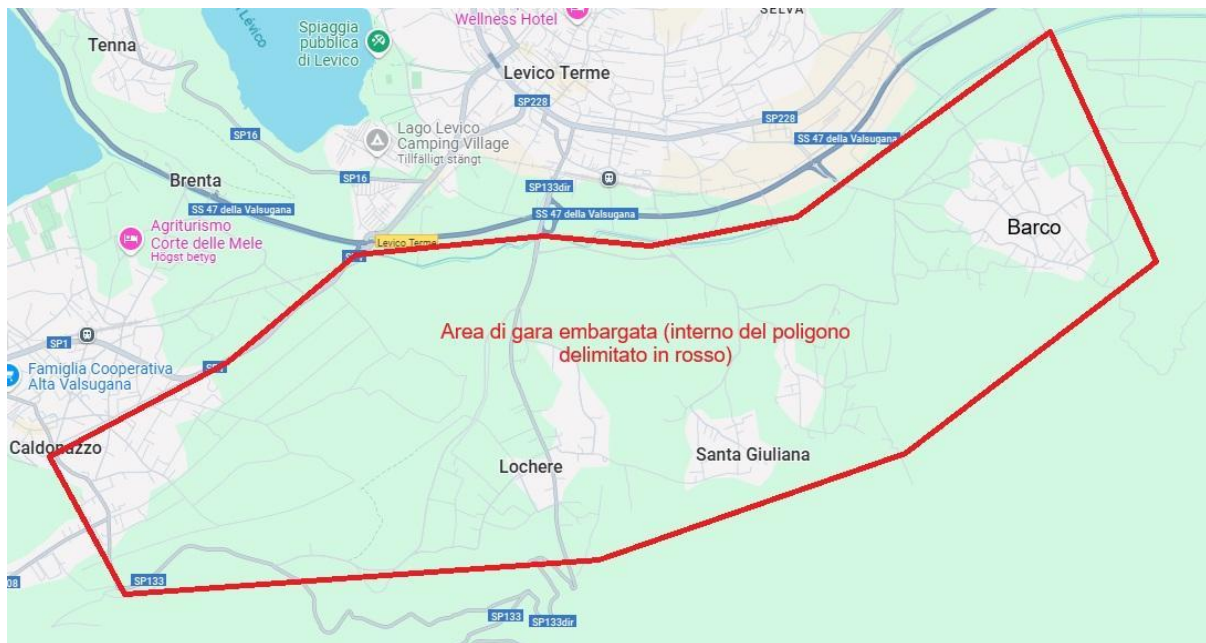 Wellness Hotel
SELVA
Spiaggia
pubblica
di Levico
Tenna
Levico Terme
SP228
SP228
SP16
Lago Levico
Camping Village
Tillfälligt stängt
SS 47 della Valsugana
Brenta
SP16
SP133dir
SS 47 della Valsugana
SS 47 della Valsugana
Agriturismo
Corte delle Mele
Högst betyg
Levico Terme
Barco
Area di gara embargata (interno del poligono
delimitato in rosso)
SP1
Famiglia Cooperativa
Alta Valsugana
Caldonazzo
Lochere
Santa Giuliana
SP133
SP133
SP133dir